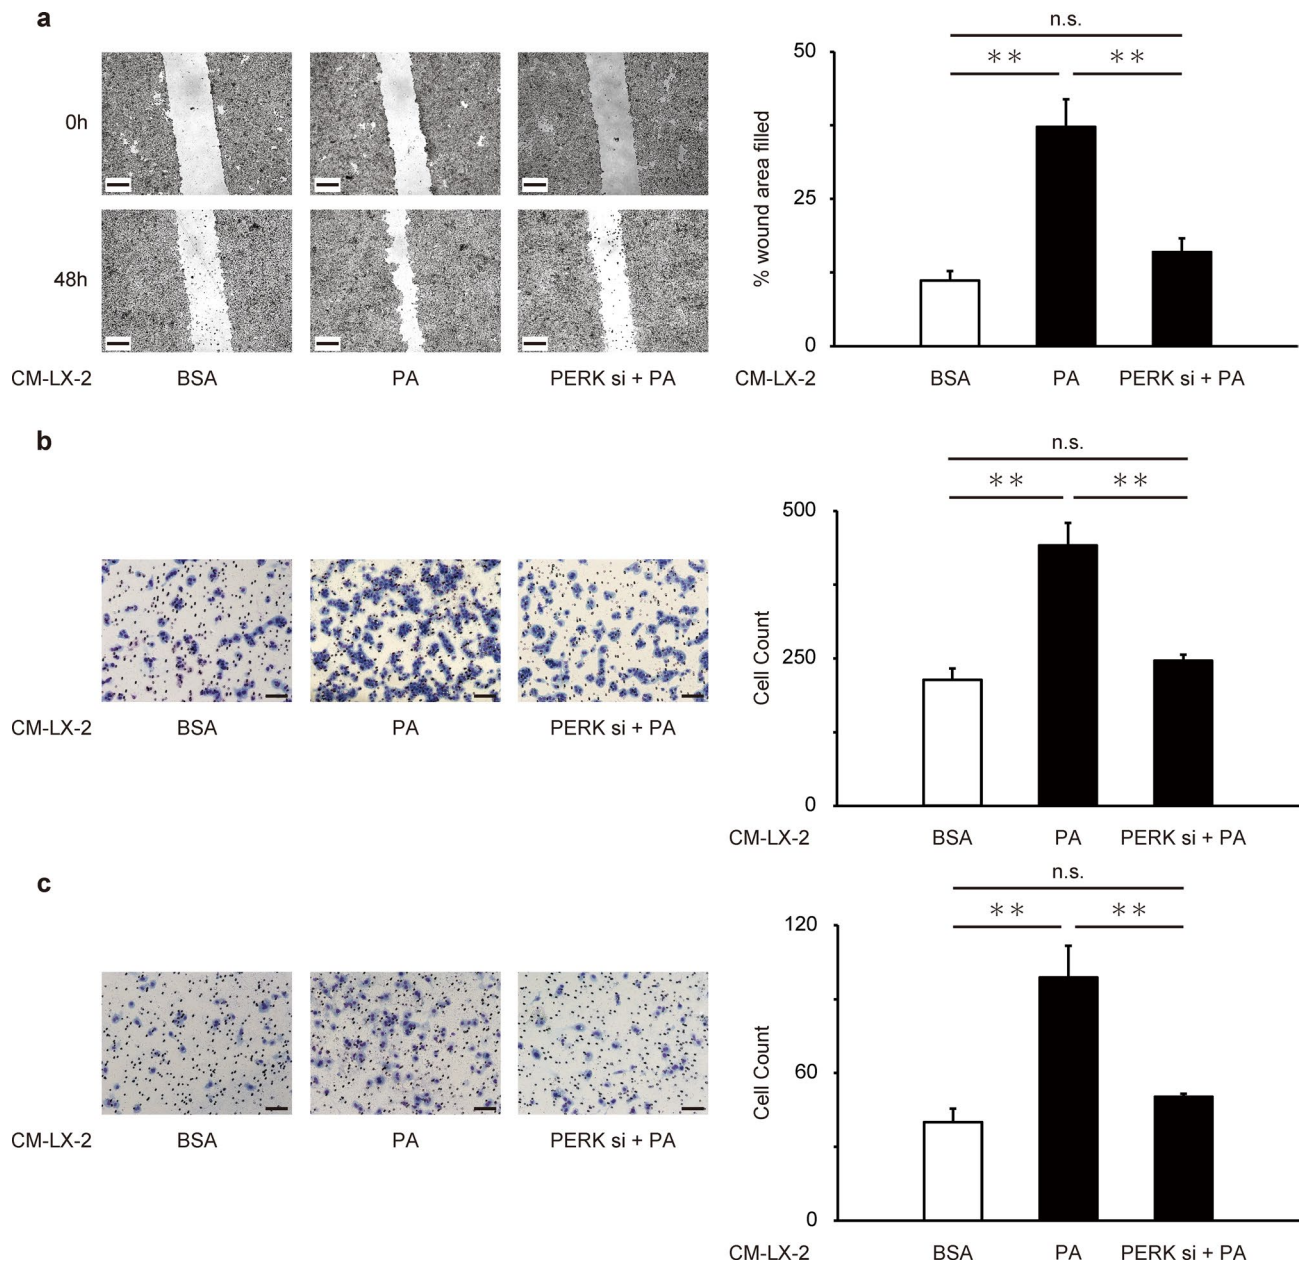 a
n.s.
** **
50
25
0
% wound area filled
0h
48h
CM-LX-2 BSA PA PERK si + PA
CM-LX-2 BSA PA PERK si + PA
b
n.s.
** **
500
250
0
Cell Count
CM-LX-2 BSA PA PERK si + PA
CM-LX-2 BSA PA PERK si + PA
c
n.s.
** **
120
60
0
Cell Count
CM-LX-2 BSA PA PERK si + PA
CM-LX-2 BSA PA PERK si + PA